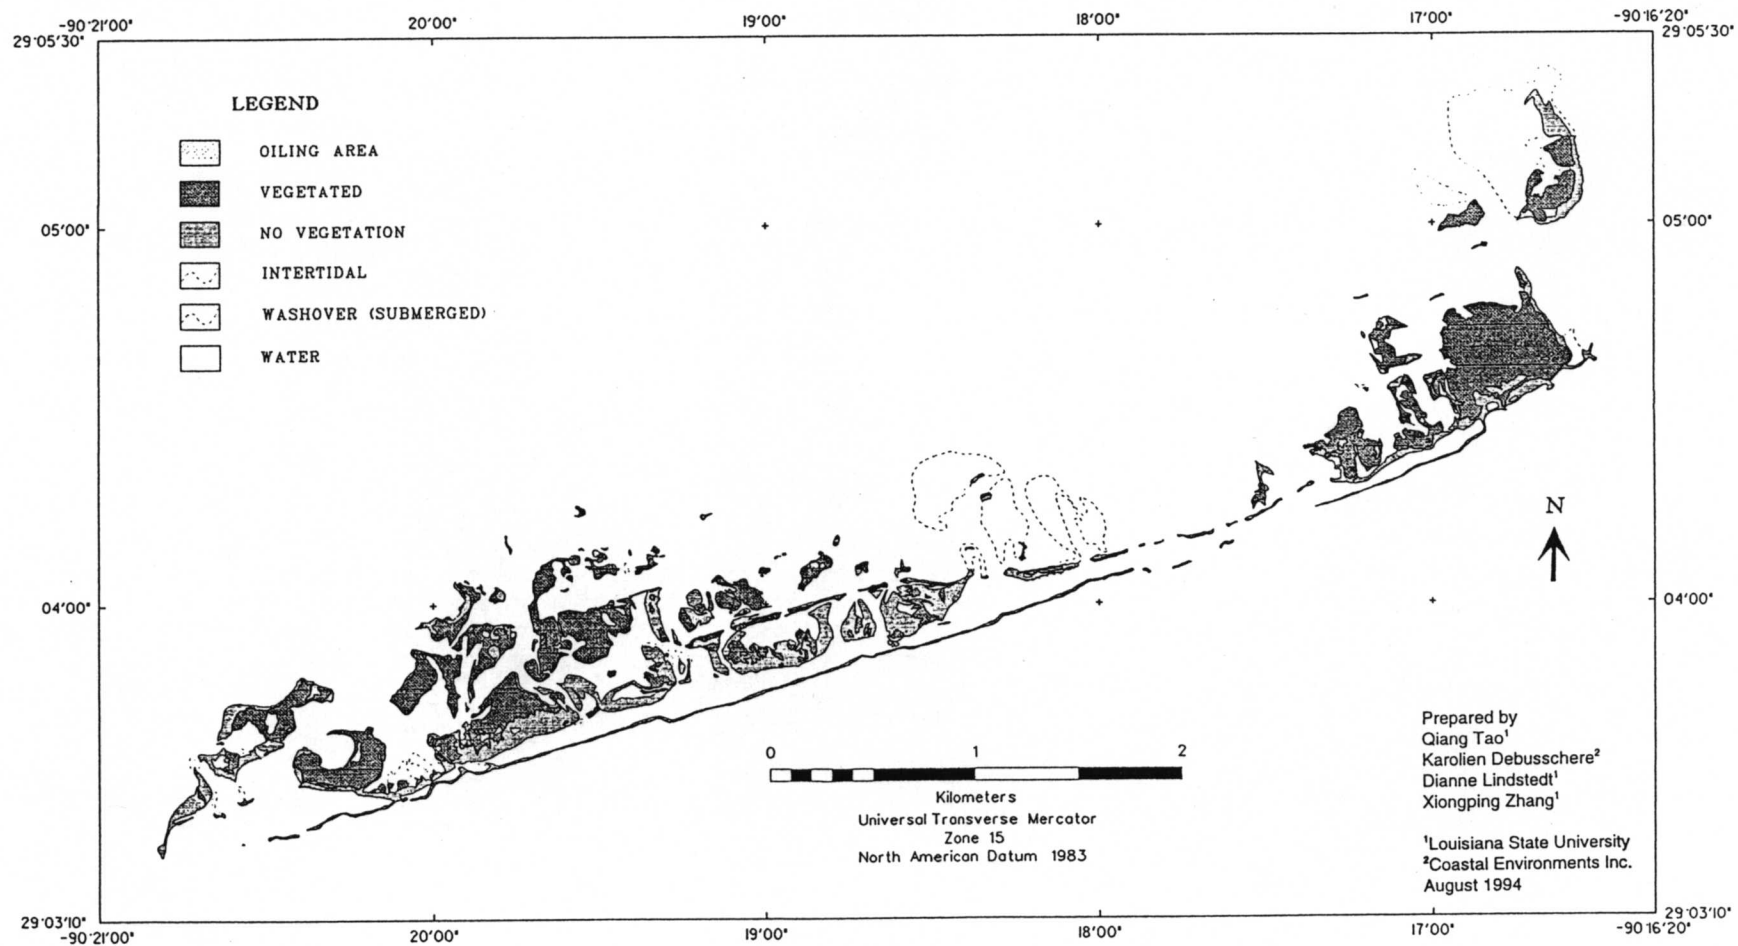 -90°21'00" 20'00" 19'00" 18'00" 17'00" -90°16'20"
29°05'30" 29°05'30"
LEGEND
OILING AREA
VEGETATED
NO VEGETATION
INTERTIDAL
WASHOVER (SUBMERGED)
WATER
05'00" 05'00"
N
04'00" 04'00"
0 1 2
Kilometers
Universal Transverse Mercator
Zone 15
North American Datum 1983
Prepared by
Qiang Tao¹
Karolien Debusschere²
Dianne Lindstedt¹
Xiongping Zhang¹
¹Louisiana State University
²Coastal Environments Inc.
August 1994
29°03'10" 29°03'10"
-90°21'00" 20'00" 19'00" 18'00" 17'00" -90°16'20"